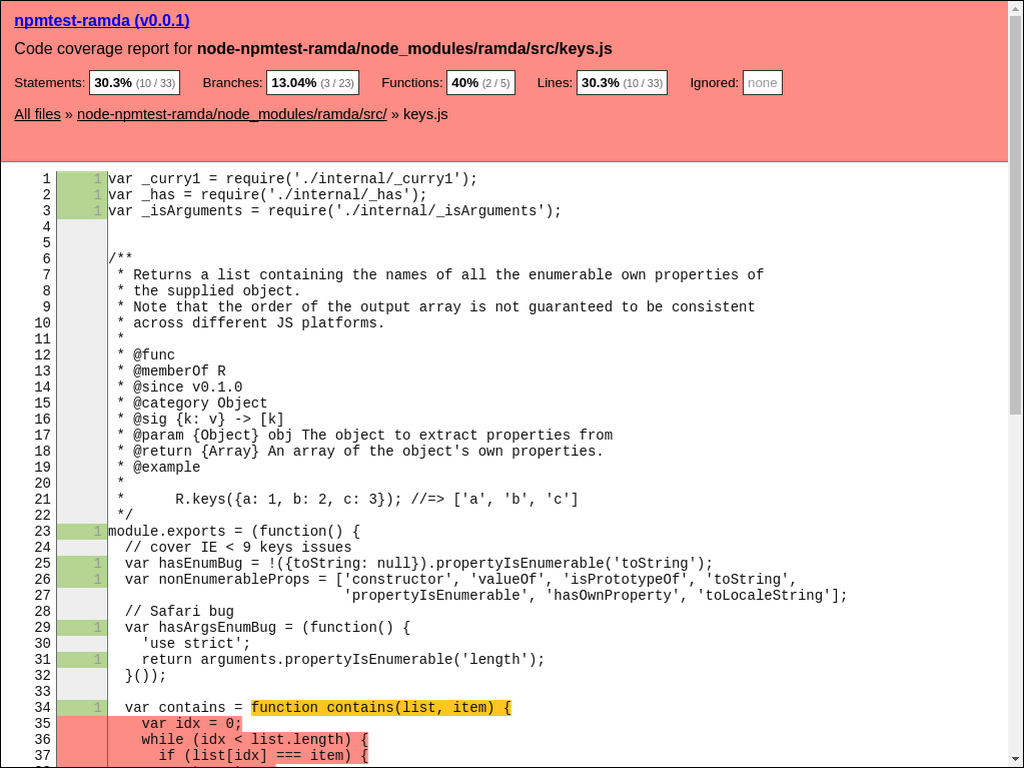 npmtest-ramda (v0.0.1)
Code coverage report for node-npmtest-ramda/node_modules/ramda/src/keys.js
Statements: 30.3% (10 / 33) Branches: 13.04% (3 / 23) Functions: 40% (2 / 5) Lines: 30.3% (10 / 33) Ignored: none
All files » node-npmtest-ramda/node_modules/ramda/src/ » keys.js
1 1 var _curry1 = require('./internal/_curry1');
2 1 var _has = require('./internal/_has');
3 1 var _isArguments = require('./internal/_isArguments');
4
5
6 /**
7 * Returns a list containing the names of all the enumerable own properties of
8 * the supplied object.
9 * Note that the order of the output array is not guaranteed to be consistent
10 * across different JS platforms.
11 *
12 * @func
13 * @memberOf R
14 * @since v0.1.0
15 * @category Object
16 * @sig {k: v} -> [k]
17 * @param {Object} obj The object to extract properties from
18 * @return {Array} An array of the object's own properties.
19 * @example
20 *
21 * R.keys({a: 1, b: 2, c: 3}); //=> ['a', 'b', 'c']
22 */
23 1 module.exports = (function() {
24 // cover IE < 9 keys issues
25 1 var hasEnumBug = !({toString: null}).propertyIsEnumerable('toString');
26 1 var nonEnumerableProps = ['constructor', 'valueOf', 'isPrototypeOf', 'toString',
27 'propertyIsEnumerable', 'hasOwnProperty', 'toLocaleString'];
28 // Safari bug
29 1 var hasArgsEnumBug = (function() {
30 'use strict';
31 1 return arguments.propertyIsEnumerable('length');
32 }());
33
34 1 var contains = function contains(list, item) {
35 var idx = 0;
36 while (idx < list.length) {
37 if (list[idx] === item) {